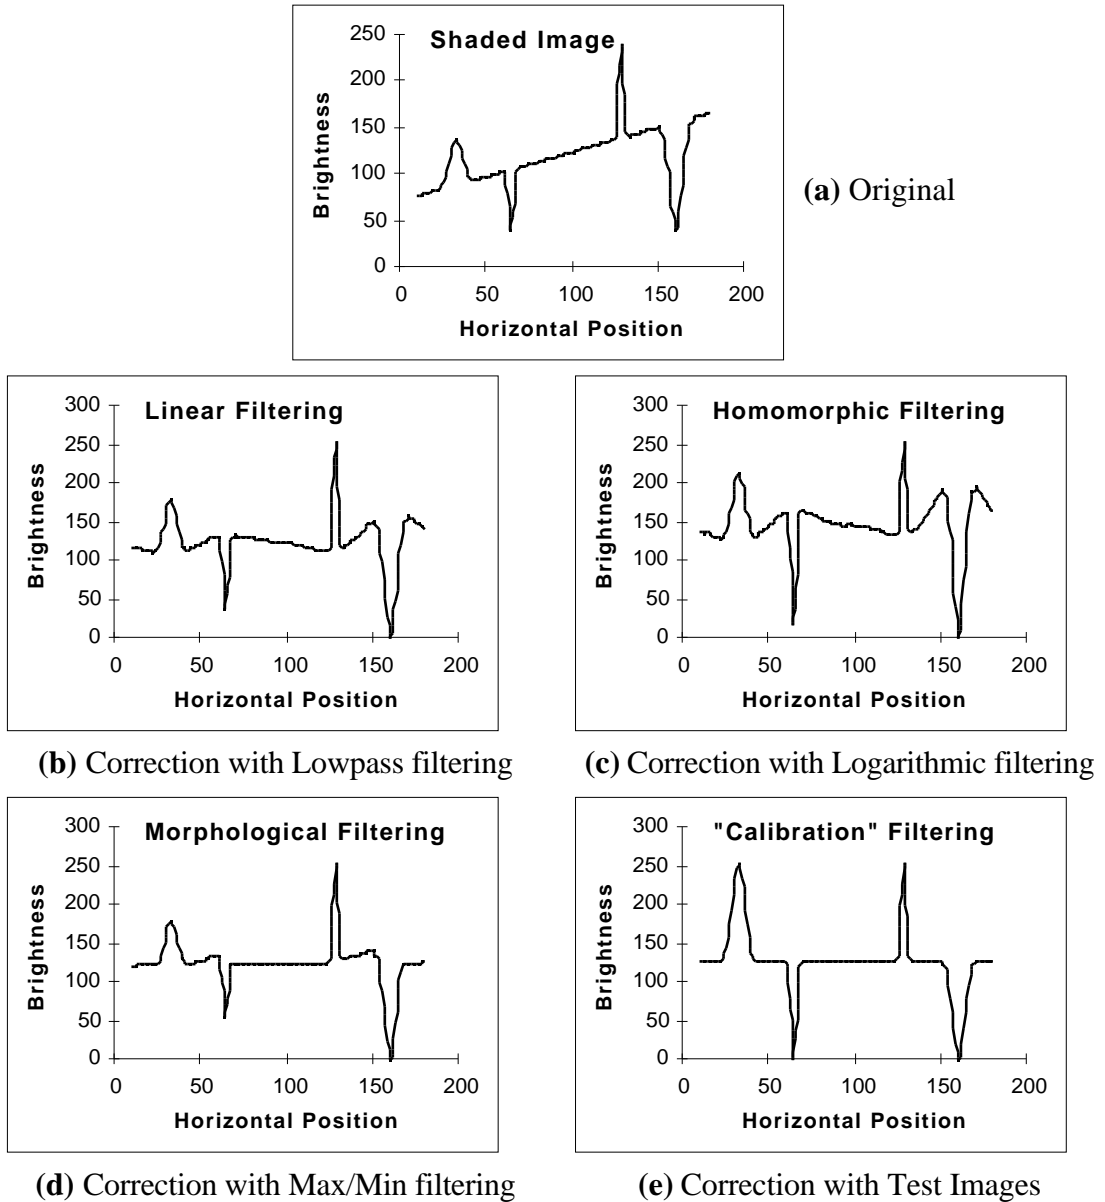 Shaded Image
250
200
150
100
50
0
Brightness
0 50 100 150 200
Horizontal Position
(a) Original
Linear Filtering
300
250
200
150
100
50
0
Brightness
0 50 100 150 200
Horizontal Position
(b) Correction with Lowpass filtering
Homomorphic Filtering
300
250
200
150
100
50
0
Brightness
0 50 100 150 200
Horizontal Position
(c) Correction with Logarithmic filtering
Morphological Filtering
300
250
200
150
100
50
0
Brightness
0 50 100 150 200
Horizontal Position
(d) Correction with Max/Min filtering
"Calibration" Filtering
300
250
200
150
100
50
0
Brightness
0 50 100 150 200
Horizontal Position
(e) Correction with Test Images